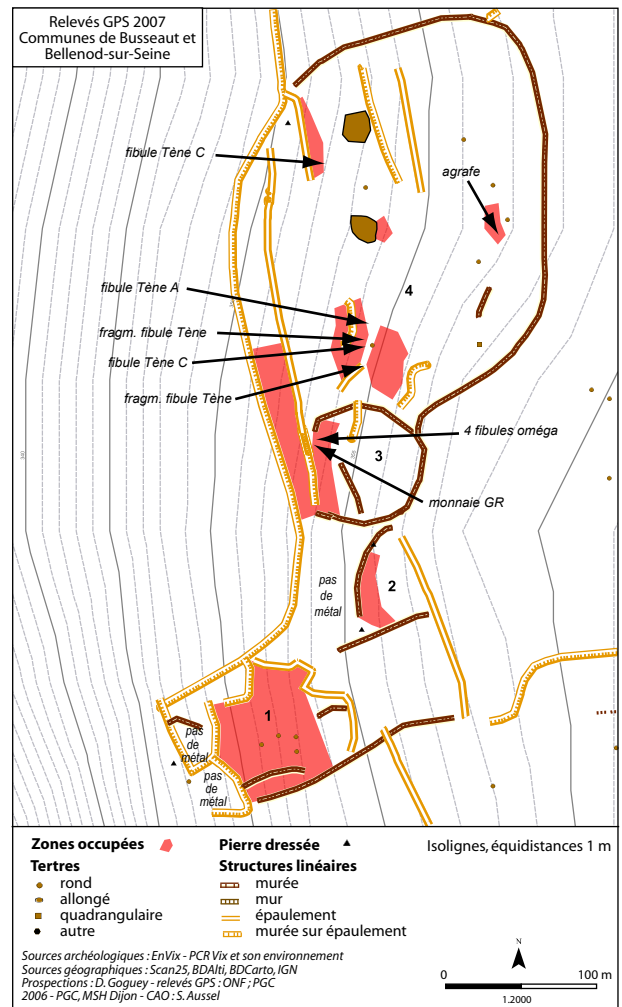 Relevés GPS 2007
Communes de Busseaut et
Bellenod-sur-Seine
fibule Tène C
agrafe
4
fibule Tène A
fragm. fibule Tène
fibule Tène C
fragm. fibule Tène
4 fibules oméga
3
monnaie GR
340
pas
de
métal
2
1
pas
de
métal
pas de
métal
Zones occupées
Pierre dressée
Isolignes, équidistances 1 m
Tertres
Structures linéaires
rond
murée
allongé
mur
quadrangulaire
épaulement
autre
murée sur épaulement
Sources archéologiques : EnVix - PCR Vix et son environnement
Sources géographiques : Scan25, BDAlti, BDCarto, IGN
Prospections : D. Goguey - relevés GPS : ONF ; PGC
2006 - PGC, MSH Dijon - CAO : S. Aussel
N
0 100 m
1.2000